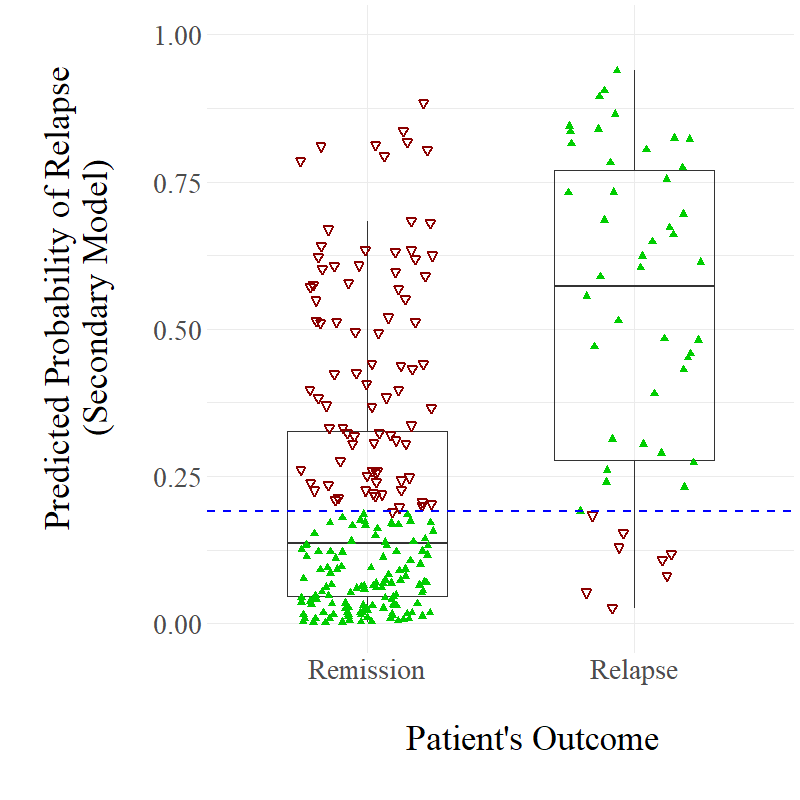 Predicted Probability of Relapse
(Secondary Model)
1.00
0.75
0.50
0.25
0.00
Remission
Relapse
Patient's Outcome